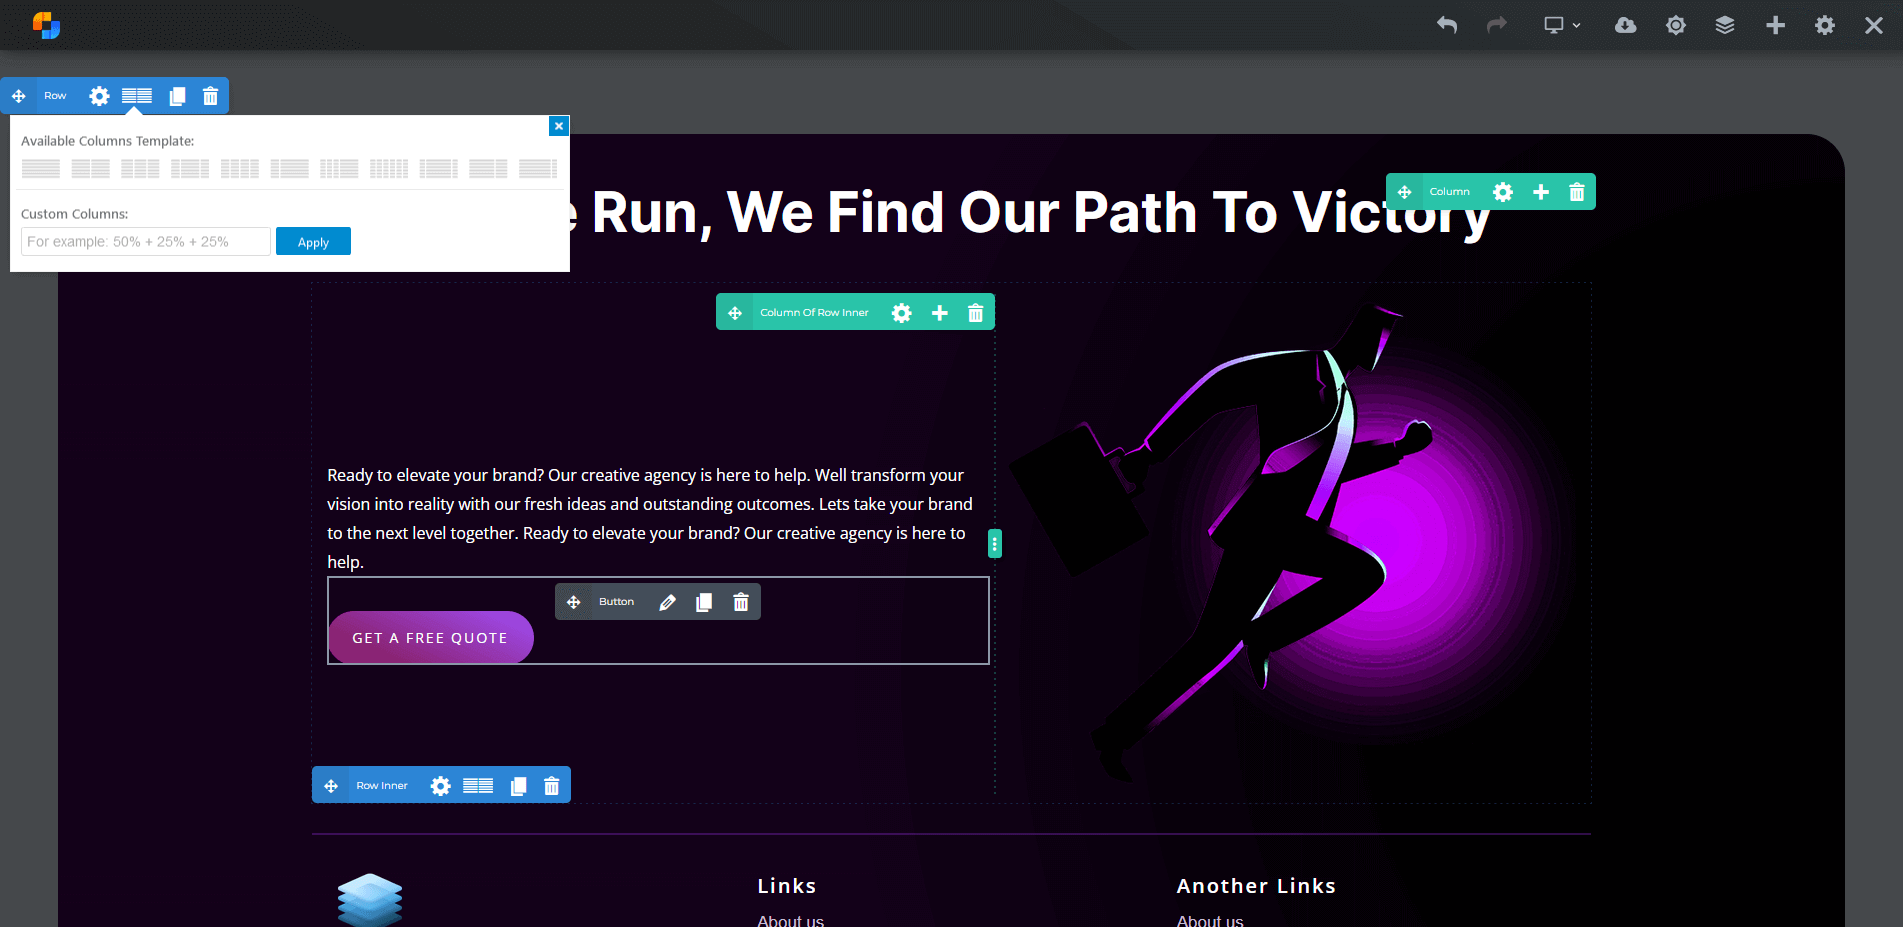 Row
Available Columns Template:
Custom Columns:
For example: 50% + 25% + 25%
Apply
Run, We Find Our Path To Victory
Column
Column Of Row Inner
Ready to elevate your brand? Our creative agency is here to help. Well transform your
vision into reality with our fresh ideas and outstanding outcomes. Lets take your brand
to the next level together. Ready to elevate your brand? Our creative agency is here to
help.
Button
GET A FREE QUOTE
Row Inner
Links
Another Links
About us
About us